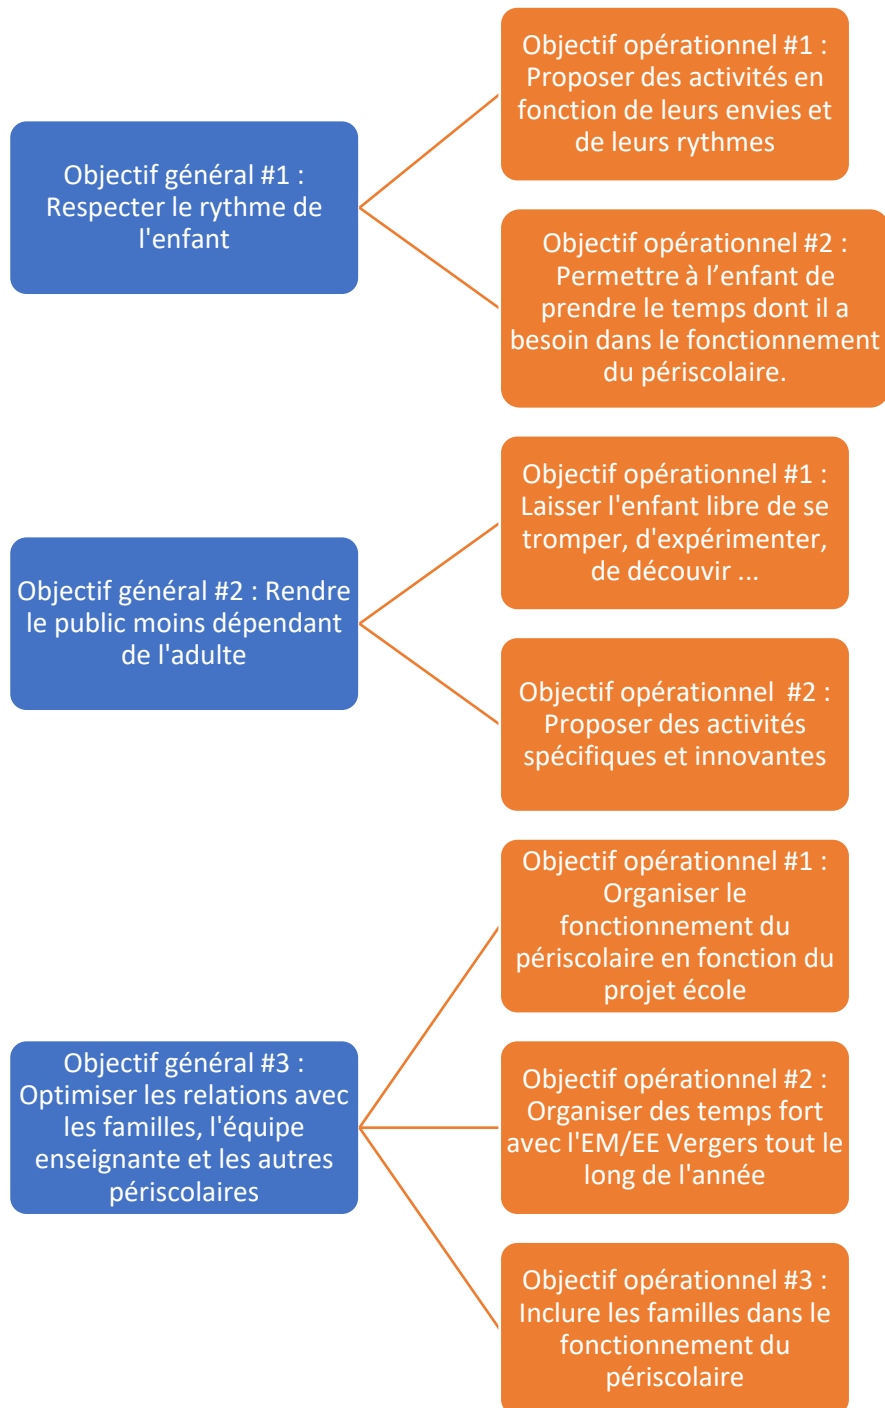 Objectif général #1 :
Respecter le rythme de
l'enfant
Objectif opérationnel #1 :
Proposer des activités en
fonction de leurs envies et
de leurs rythmes
Objectif opérationnel #2 :
Permettre à l’enfant de
prendre le temps dont il a
besoin dans le fonctionnement
du périscolaire.
Objectif général #2 : Rendre
le public moins dépendant
de l'adulte
Objectif opérationnel #1 :
Laisser l'enfant libre de se
tromper, d'expérimenter,
de découvir ...
Objectif opérationnel #2 :
Proposer des activités
spécifiques et innovantes
Objectif général #3 :
Optimiser les relations avec
les familles, l'équipe
enseignante et les autres
périscolaires
Objectif opérationnel #1 :
Organiser le
fonctionnement du
périscolaire en fonction du
projet école
Objectif opérationnel #2 :
Organiser des temps fort
avec l'EM/EE Vergers tout le
long de l'année
Objectif opérationnel #3 :
Inclure les familles dans le
fonctionnement du
périscolaire